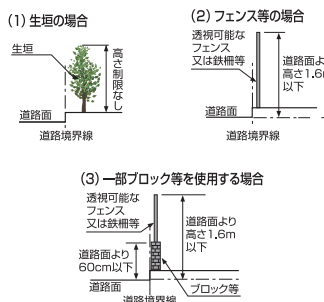 (1)生垣の場合
生垣
高さ制限なし
道路面
道路境界線
(2)フェンス等の場合
透視可能な
フェンス
又は鉄柵等
道路面より
高さ1.6m
以下
道路面
道路境界線
(3)一部ブロック等を使用する場合
透視可能な
フェンス
又は鉄柵等
道路面より
高さ1.6m
以下
道路面より
60cm以下
道路面
ブロック等
道路境界線